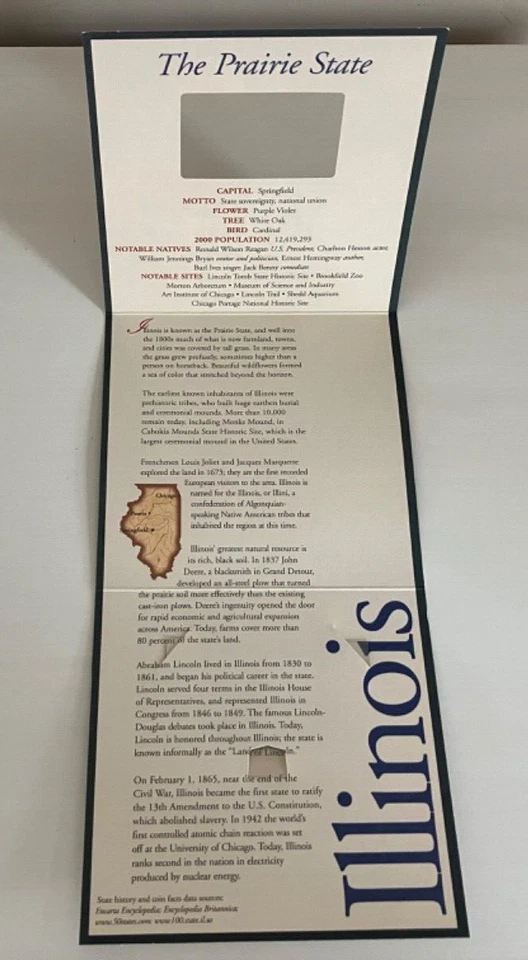 The Prairie State
CAPITAL Springfield
MOTTO State sovereignty, national union
FLOWER Purple Violet
TREE White Oak
BIRD Cardinal
2000 POPULATION 12,419,293
NOTABLE NATIVES Ronald Wilson Reagan U.S. President, Charlton Heston actor,
William Jennings Bryan orator and politician, Ernest Hemingway author,
Burl Ives singer, Jack Benny comedian
NOTABLE SITES Lincoln Tomb State Historic Site • Brookfield Zoo
Morton Arboretum • Museum of Science and Industry
Art Institute of Chicago • Lincoln Trail • Shedd Aquarium
Chicago Portage National Historic Site
Illinois is known as the Prairie State, and well into
the 1800s much of what is now farmland, towns,
and cities was covered by tall grass. In many areas
the grass grew profusely, sometimes higher than a
person on horseback. Beautiful wildflowers formed
a sea of color that stretched beyond the horizon.
The earliest known inhabitants of Illinois were
prehistoric tribes, who built huge earthen burial
and ceremonial mounds. More than 10,000
remain today, including Monks Mound, in
Cahokia Mounds State Historic Site, which is the
largest ceremonial mound in the United States.
Frenchmen Louis Joliet and Jacques Marquette
explored the land in 1673; they are the first recorded
European visitors to the area. Illinois is
named for the Illinois, or Illini, a
confederation of Algonquian-
speaking Native American tribes that
inhabited the region at this time.
Chicago
Illinois' greatest natural resource is
its rich, black soil. In 1837 John
Deere, a blacksmith in Grand Detour,
developed an all-steel plow that turned
the prairie soil more effectively than the existing
cast-iron plows. Deere's ingenuity opened the door
for rapid economic and agricultural expansion
across America. Today, farms cover more than
80 percent of the state's land.
Abraham Lincoln lived in Illinois from 1830 to
1861, and began his political career in the state.
Lincoln served four terms in the Illinois House
of Representatives, and represented Illinois in
Congress from 1846 to 1849. The famous Lincoln-
Douglas debates took place in Illinois. Today,
Lincoln is honored throughout Illinois; the state is
known informally as the "Land of Lincoln."
On February 1, 1865, near the end of the
Civil War, Illinois became the first state to ratify
the 13th Amendment to the U.S. Constitution,
which abolished slavery. In 1942 the world's
first controlled atomic chain reaction was set
off at the University of Chicago. Today, Illinois
ranks second in the nation in electricity
produced by nuclear energy.
State history and coin facts data sources:
Encarta Encyclopedia; Encyclopedia Britannica;
www.50states.com; www.100.state.il.us
Illinois